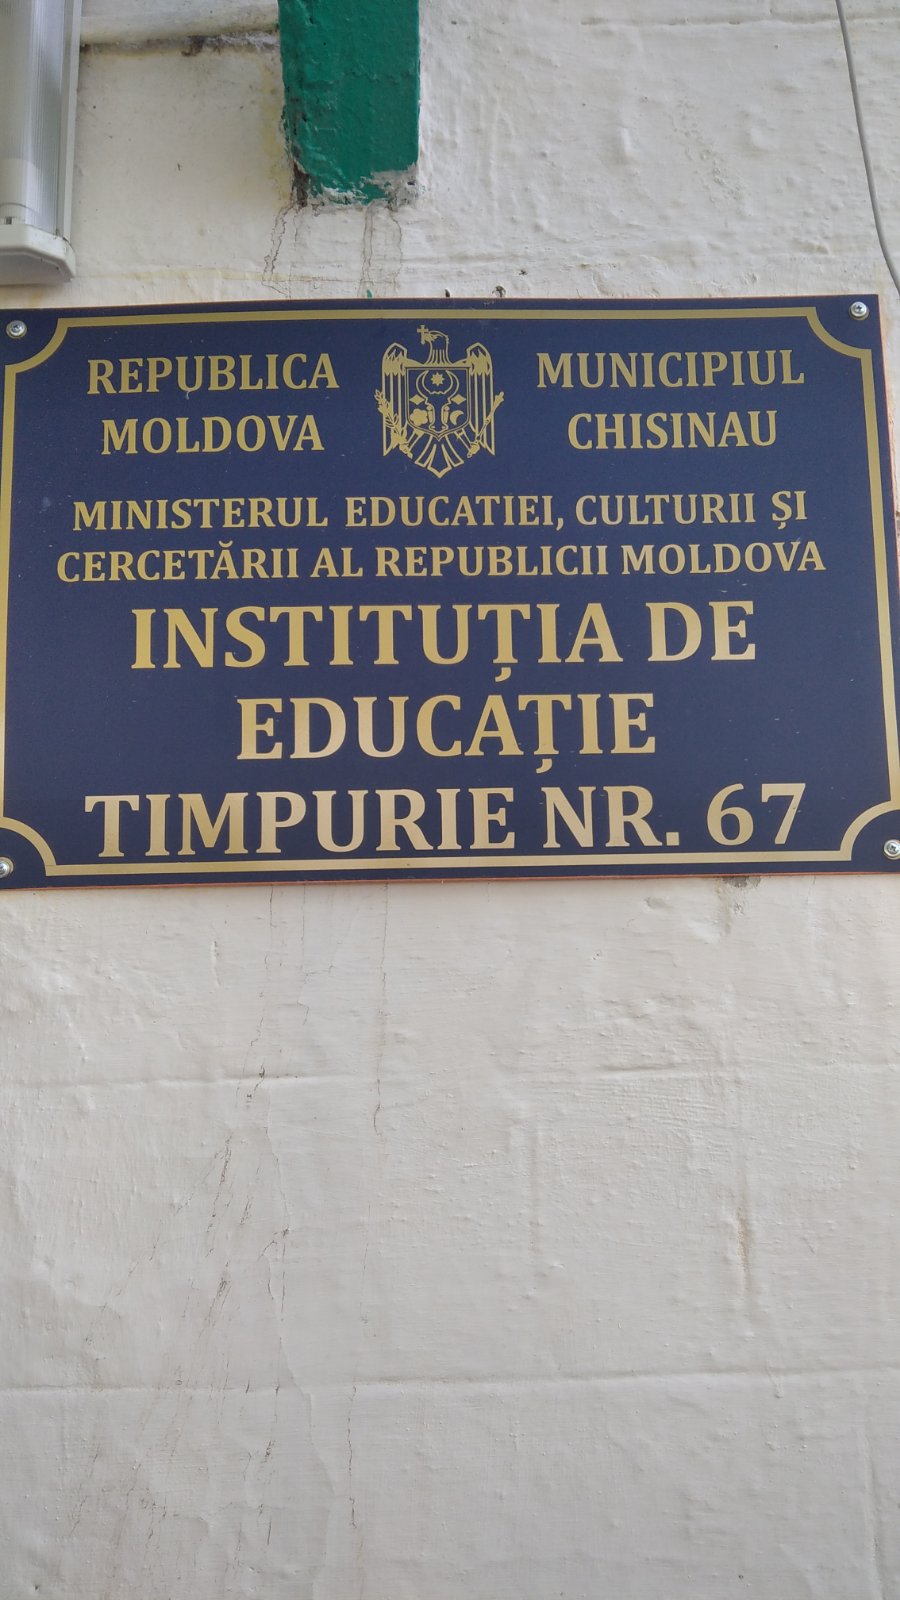 REPUBLICA
MOLDOVA
MUNICIPIUL
CHISINAU
MINISTERUL EDUCATIEI, CULTURII ȘI
CERCETĂRII AL REPUBLICII MOLDOVA
INSTITUȚIA DE
EDUCAȚIE
TIMPURIE NR. 67